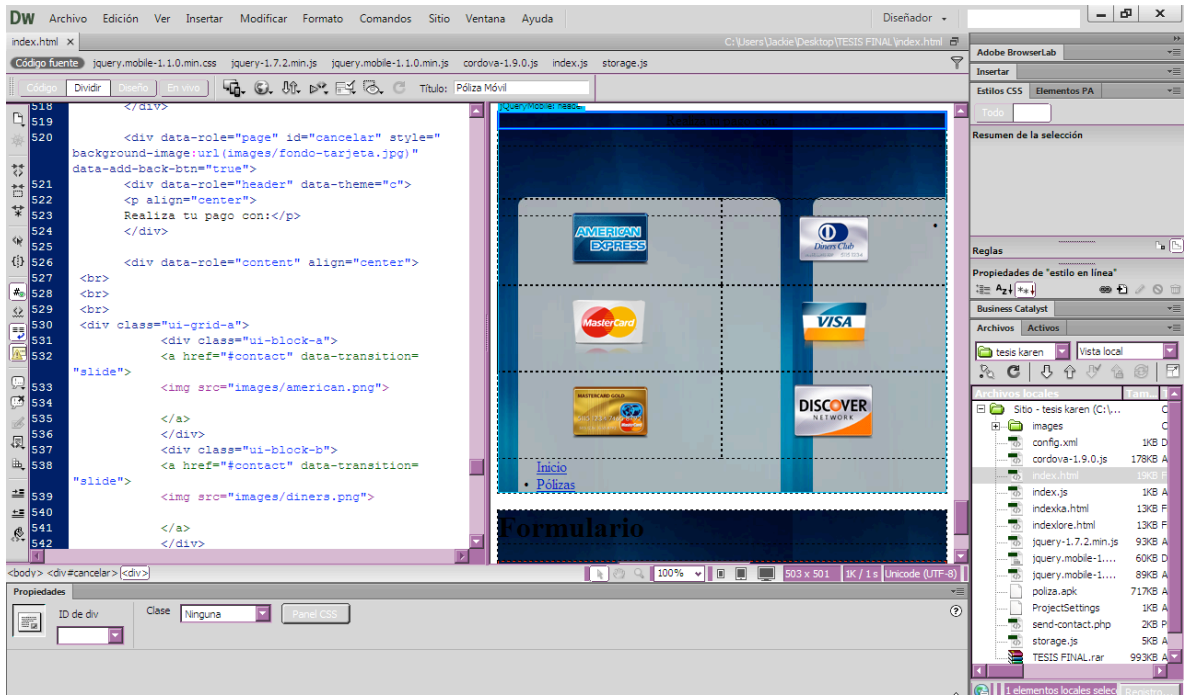 DW Archivo Edición Ver Insertar Modificar Formato Comandos Sitio Ventana Ayuda Diseñador
index.html × C:\Users\Jackie\Desktop\TESIS FINAL\index.html
Código fuente jquery.mobile-1.1.0.min.css jquery-1.7.2.min.js jquery.mobile-1.1.0.min.js cordova-1.9.0.js index.js storage.js
Código Dividir Diseño En vivo Título: Póliza Móvil
518 </div>
519
520 <div data-role="page" id="cancelar" style="
background-image:url(images/fondo-tarjeta.jpg)"
data-add-back-btn="true">
521 <div data-role="header" data-theme="c">
522 <p align="center">
523 Realiza tu pago con:</p>
524 </div>
525
526 <div data-role="content" align="center">
527 <br>
528 <br>
529 <br>
530 <div class="ui-grid-a">
531 <div class="ui-block-a">
532 <a href="#contact" data-transition=
"slide">
533 <img src="images/american.png">
534
535 </a>
536 </div>
537 <div class="ui-block-b">
538 <a href="#contact" data-transition=
"slide">
539 <img src="images/diners.png">
540
541 </a>
542 </div>
jQueryMobile: heade
AMERICAN
EXPRESS
Diners Club
MasterCard
VISA
MASTERCARD GOLD
DISCOVER
NETWORK
Inicio
• Pólizas
Formulario
<body> <div#cancelar> <div> 100% 503 x 501 1K / 1 s Unicode (UTF-8)
Propiedades
ID de div Clase Ninguna Panel CSS
Adobe BrowserLab
Insertar
Estilos CSS Elementos PA
Todo
Resumen de la selección
Reglas
Propiedades de "estilo en línea"
Business Catalyst
Archivos Activos
tesis karen Vista local
Archivos locales Tam... T
Sitio - tesis karen (C:\... C
images C
config.xml 1KB D
cordova-1.9.0.js 178KB A
index.html 19KB F
index.js 1KB A
indexka.html 13KB F
indexlore.html 13KB F
jquery-1.7.2.min.js 93KB A
jquery.mobile-1.... 60KB D
jquery.mobile-1.... 89KB A
poliza.apk 717KB A
ProjectSettings 1KB A
send-contact.php 2KB P
storage.js 5KB A
TESIS FINAL.rar 993KB A
1 elementos locales selecc Registro...